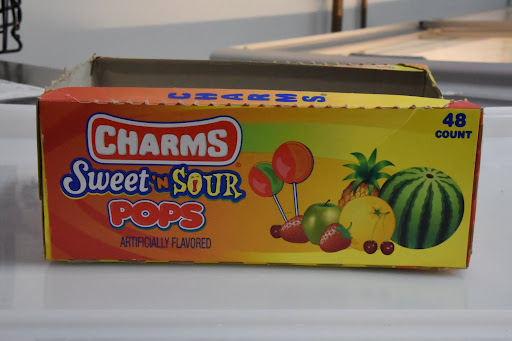 CHARMS
48
COUNT
CHARMS®
Sweet 'N SOUR
POPS
ARTIFICIALLY FLAVORED